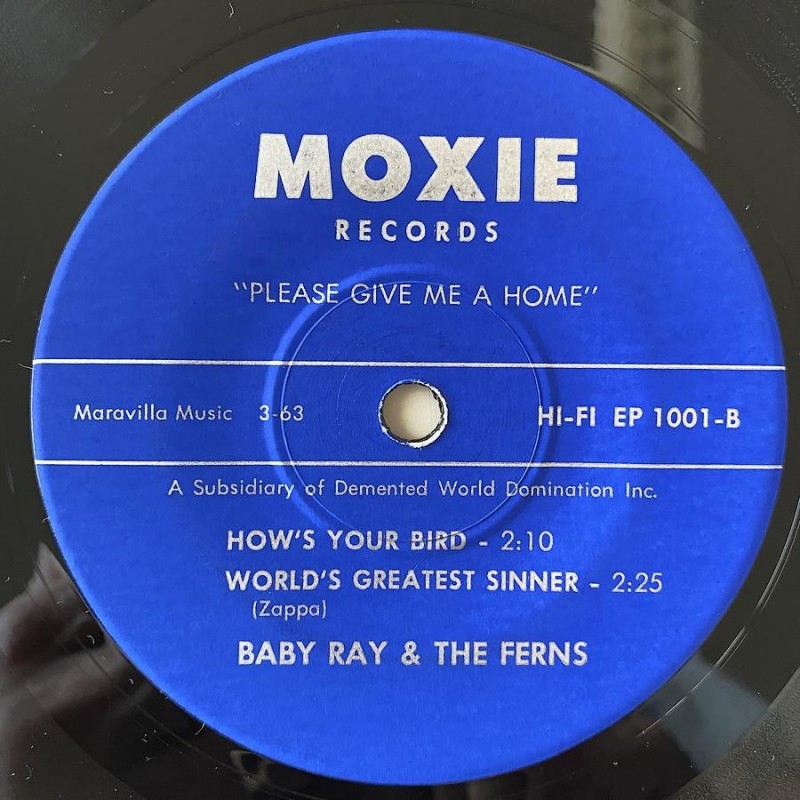 MOXIE
RECORDS
"PLEASE GIVE ME A HOME"
Maravilla Music 3-63 HI-FI EP 1001-B
A Subsidiary of Demented World Domination Inc.
HOW'S YOUR BIRD - 2:10
WORLD'S GREATEST SINNER - 2:25
(Zappa)
BABY RAY & THE FERNS